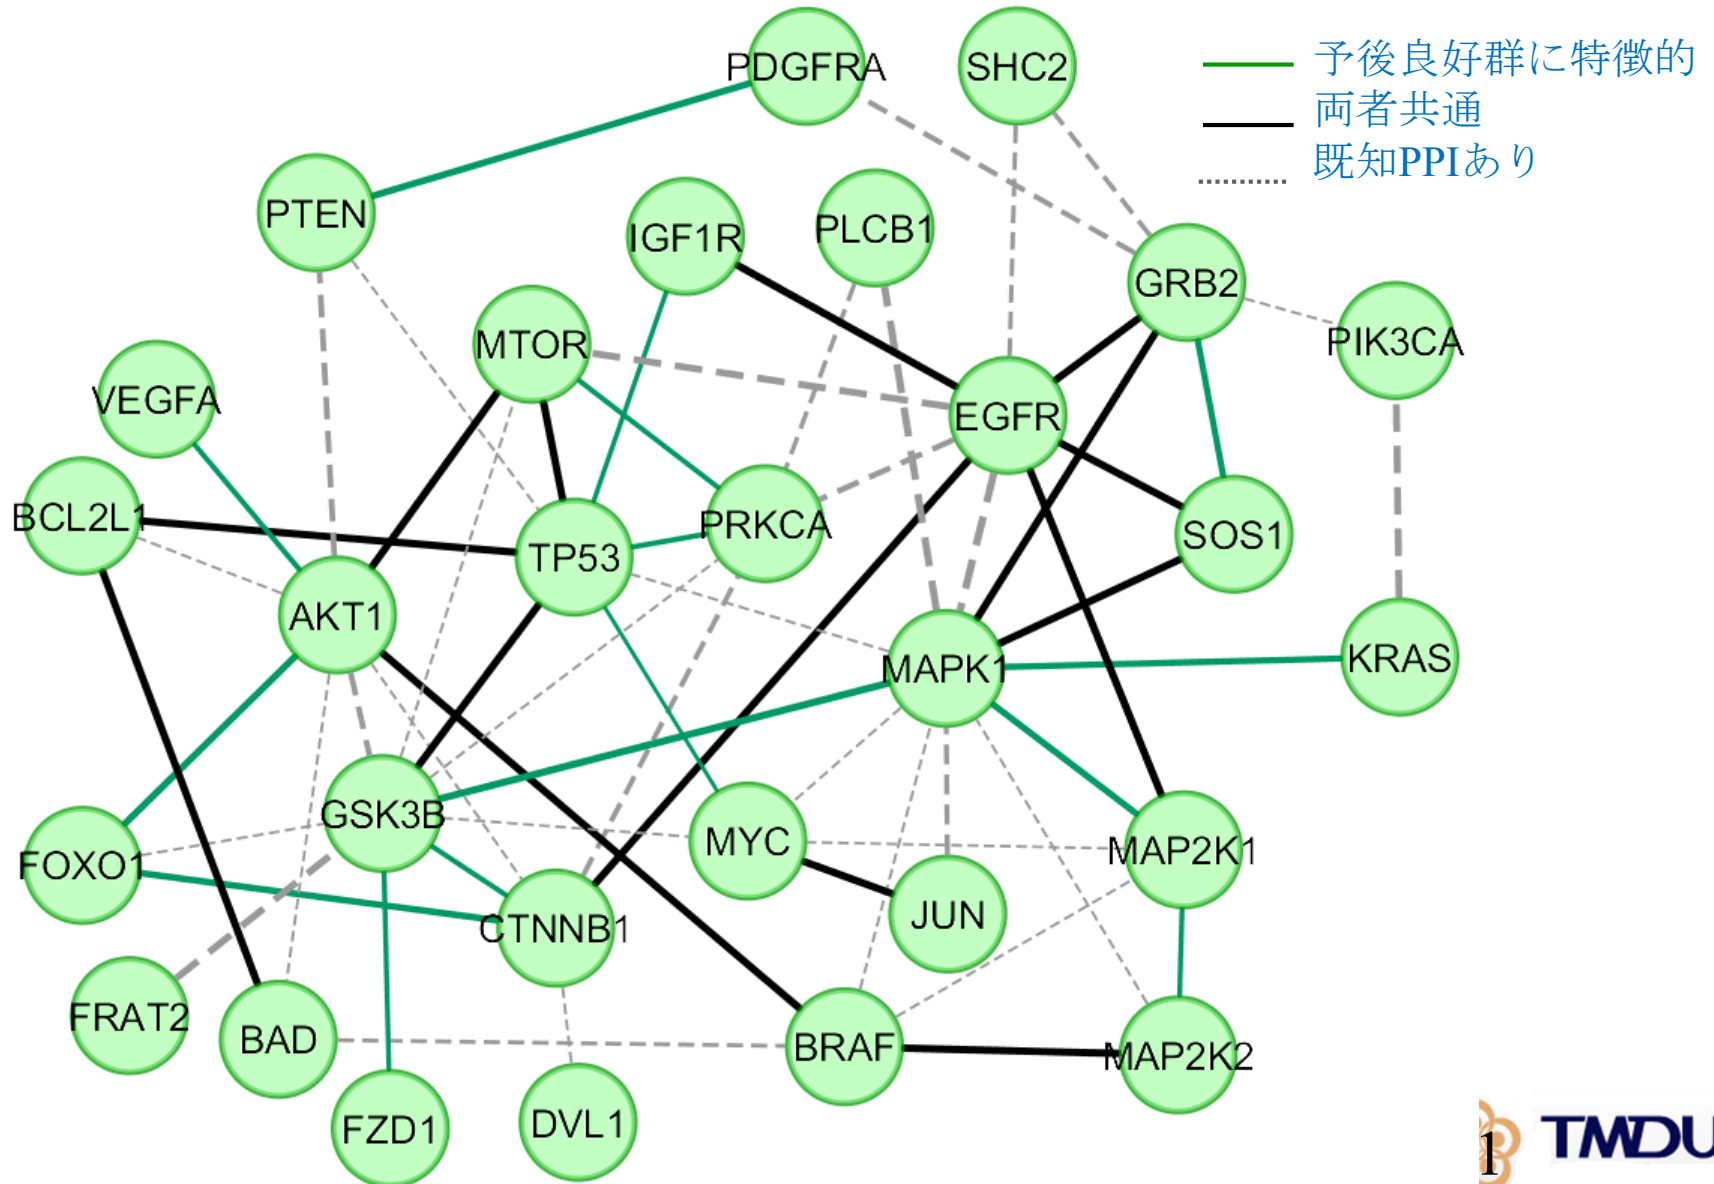 PDGFRA
SHC2
予後良好群に特徴的
両者共通
既知PPIあり
PTEN
IGF1R
PLCB1
GRB2
PIK3CA
MTOR
VEGFA
EGFR
BCL2L1
TP53
PRKCA
SOS1
AKT1
MAPK1
KRAS
GSK3B
MYC
MAP2K1
FOXO1
CTNNB1
JUN
FRAT2
BAD
BRAF
MAP2K2
FZD1
DVL1
1
TMDU